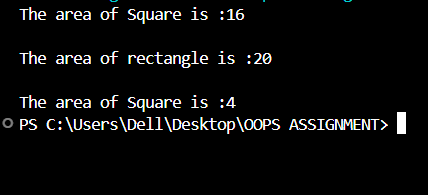 The area of Square is :16
The area of rectangle is :20
The area of Square is :4
PS C:\Users\Dell\Desktop\OOPS ASSIGNMENT>